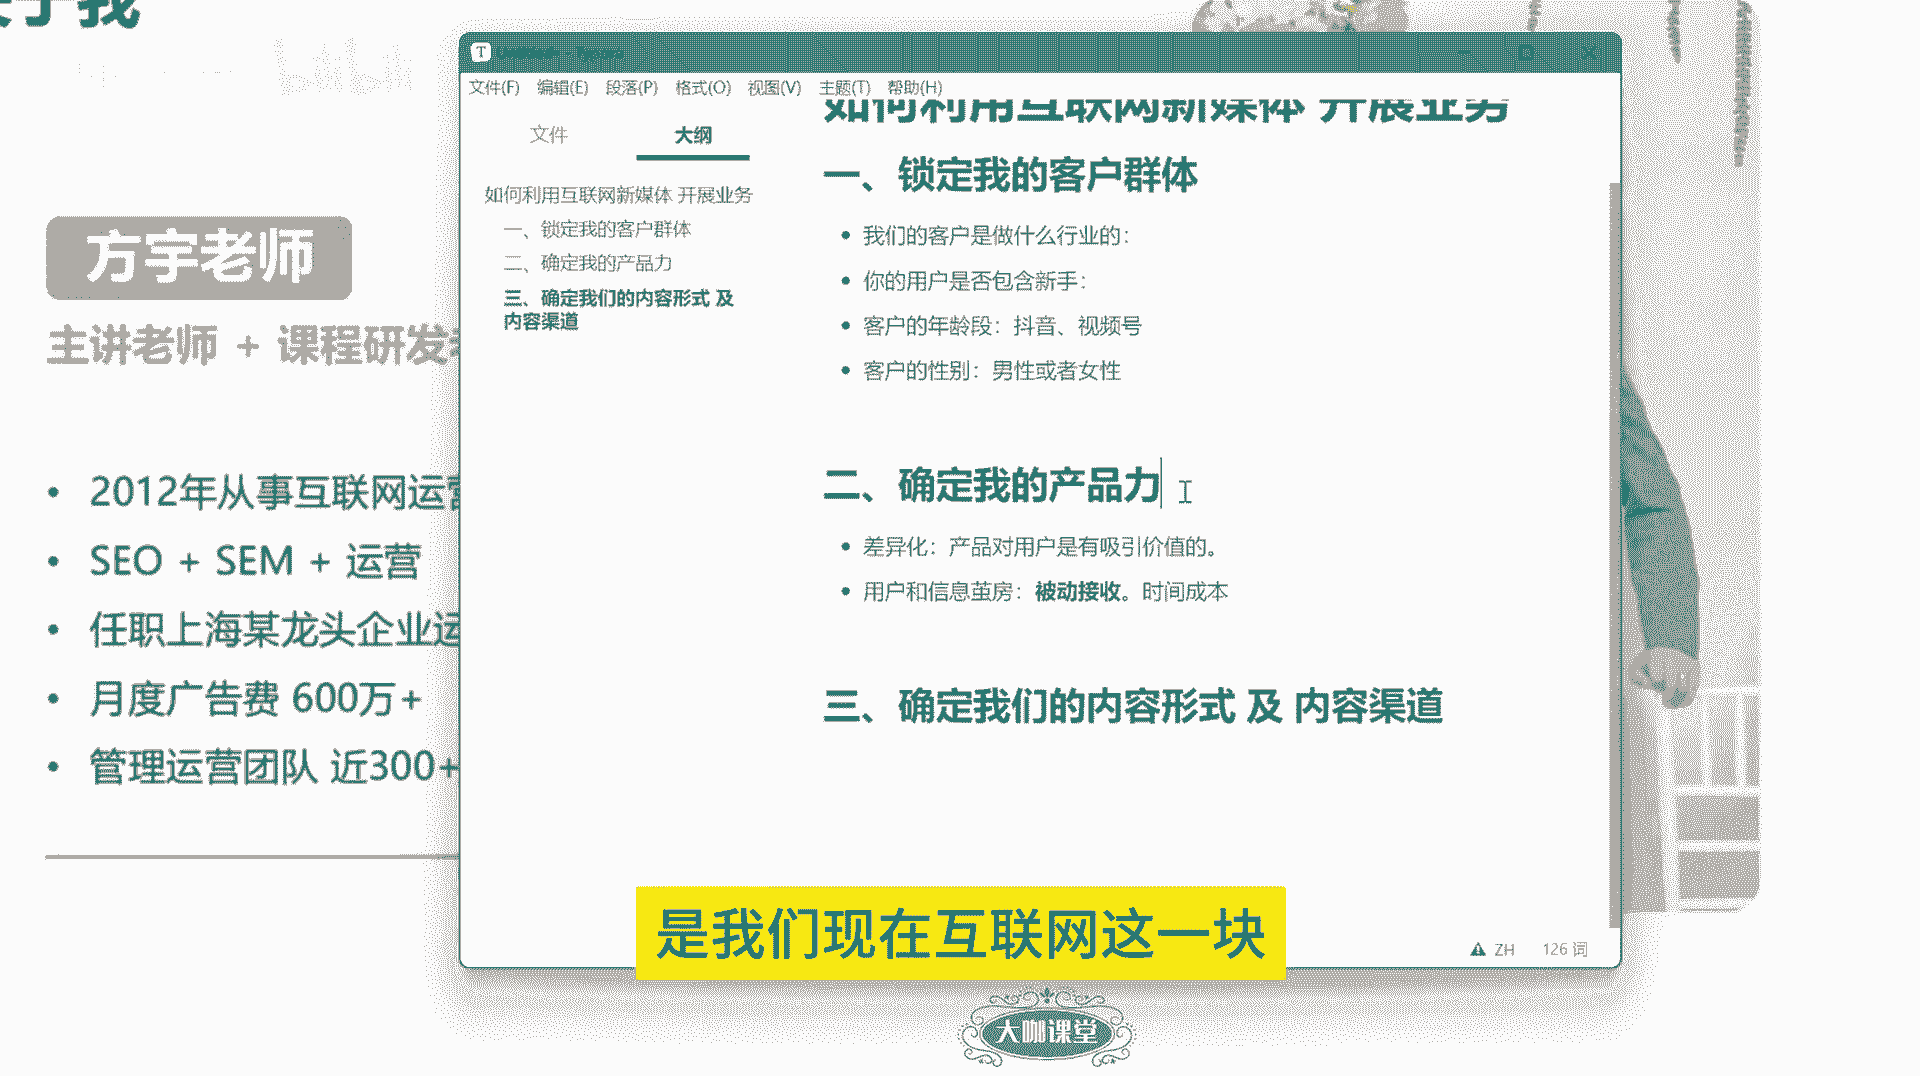 方宇老师
主讲老师 + 课程研发
2012年从事互联网运营
SEO + SEM + 运营
任职上海某龙头企业运
月度广告费 600万+
管理运营团队 近300+
文件(F) 编辑(E) 段落(P) 格式(O) 视图(V) 主题(T) 帮助(H)
文件 大纲
如何利用互联网新媒体 开展业务
一、锁定我的客户群体
二、确定我的产品力
三、确定我们的内容形式 及
内容渠道
如何利用互联网新媒体 开展业务
一、锁定我的客户群体
我们的客户是做什么行业的：
你的用户是否包含新手：
客户的年龄段：抖音、视频号
客户的性别：男性或者女性
二、确定我的产品力
差异化：产品对用户是有吸引价值的。
用户和信息茧房：被动接收。时间成本
三、确定我们的内容形式 及 内容渠道
ZH 126 词
是我们现在互联网这一块
大咖课堂